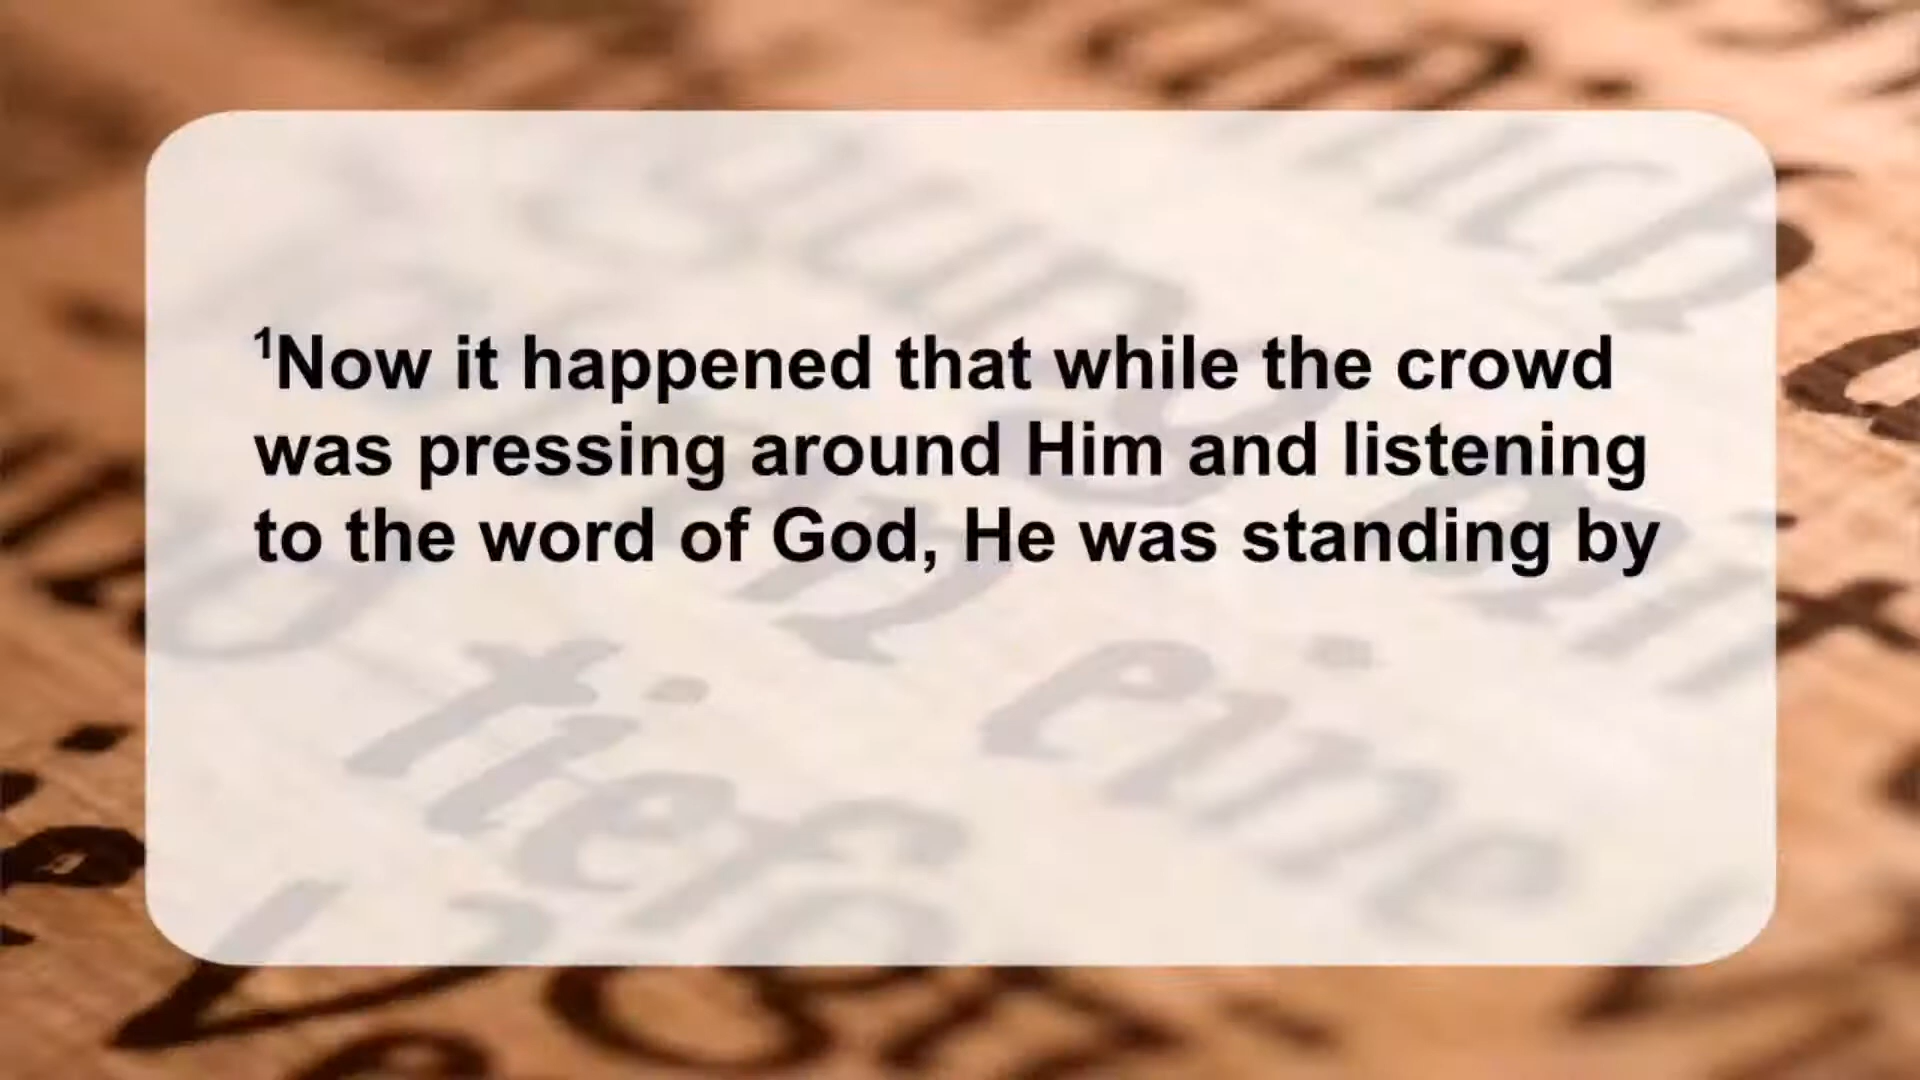 ¹Now it happened that while the crowd
was pressing around Him and listening
to the word of God, He was standing by